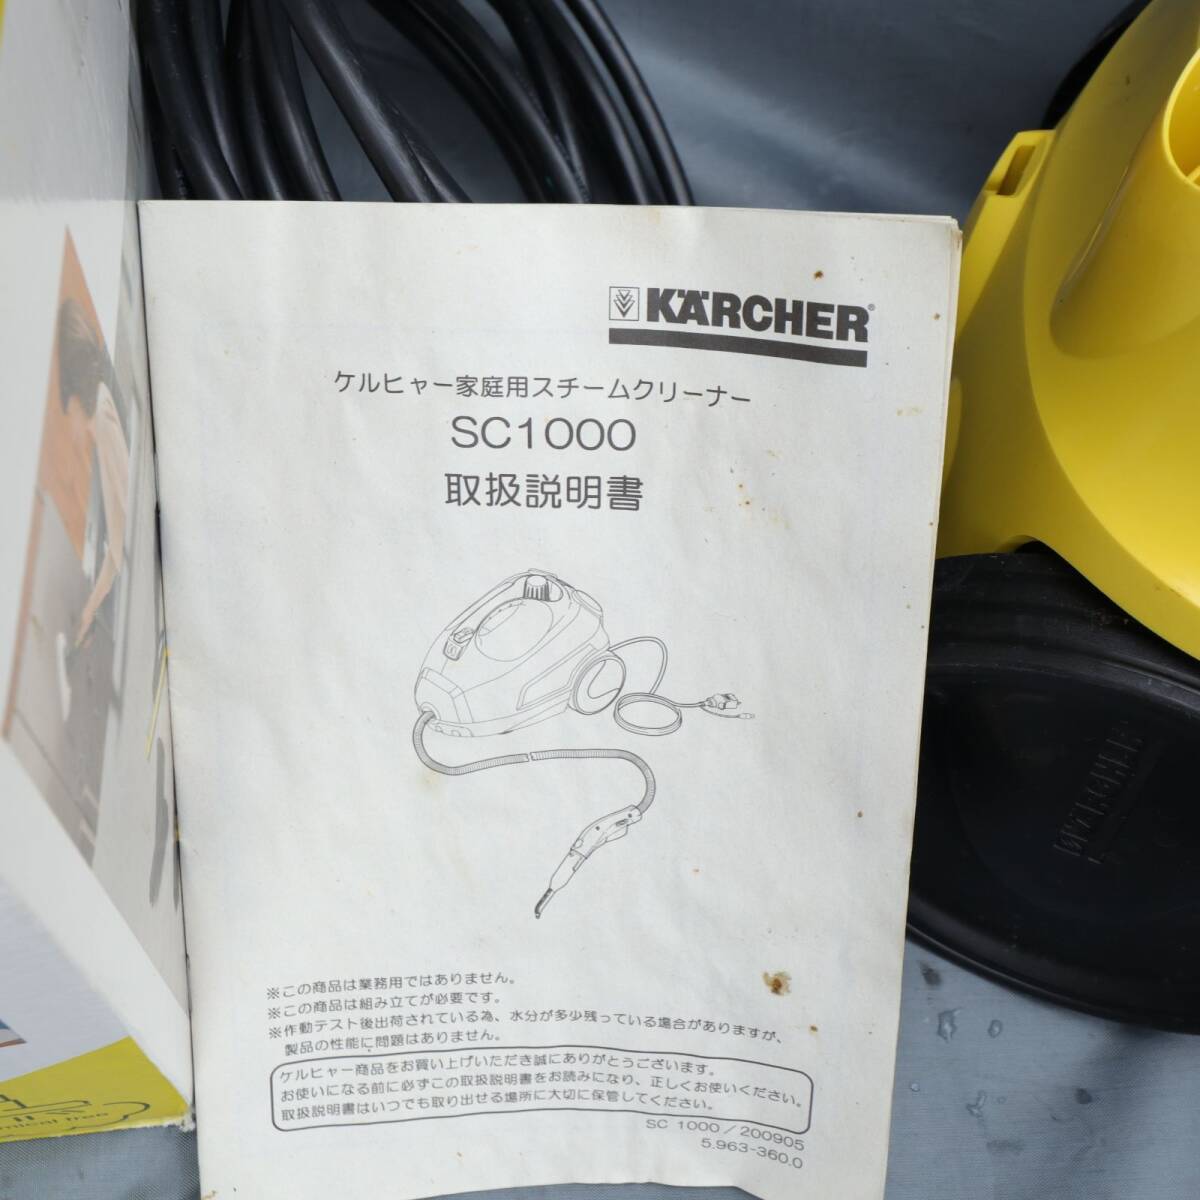 KÄRCHER®
ケルヒャー家庭用スチームクリーナー
SC1000
取扱説明書
※この商品は業務用ではありません。
※この商品は組み立てが必要です。
※作動テスト後出荷されている為、水分が多少残っている場合がありますが、
製品の性能に問題はありません。
ケルヒャー商品をお買い上げいただき誠にありがとうございます。
お使いになる前に必ずこの取扱説明書をお読みになり、正しくお使いください。
取扱説明書はいつでも取り出せる場所に大切に保管してください。
SC 1000／200905
5.963-360.0
KÄRCHER
free